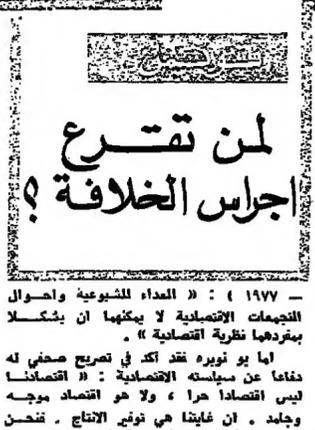 لمن تقرع
اجراس الخلافة ؟
— ١٩٧٧ ) : « العداء للشيوعية واحوال
التجمعات الاقتصادية لا يمكنهما ان يشكلا
بمفردهما نظرية اقتصادية » .
اما بو نويره فقد اكد في تصريح صحفي له
دفاعا عن سياسته الاقتصادية : « اقتصادنا
ليس اقتصادا حرا ، ولا هو اقتصاد موجه
وجامد . ان غايتنا هي توفير الانتاج . فنحن